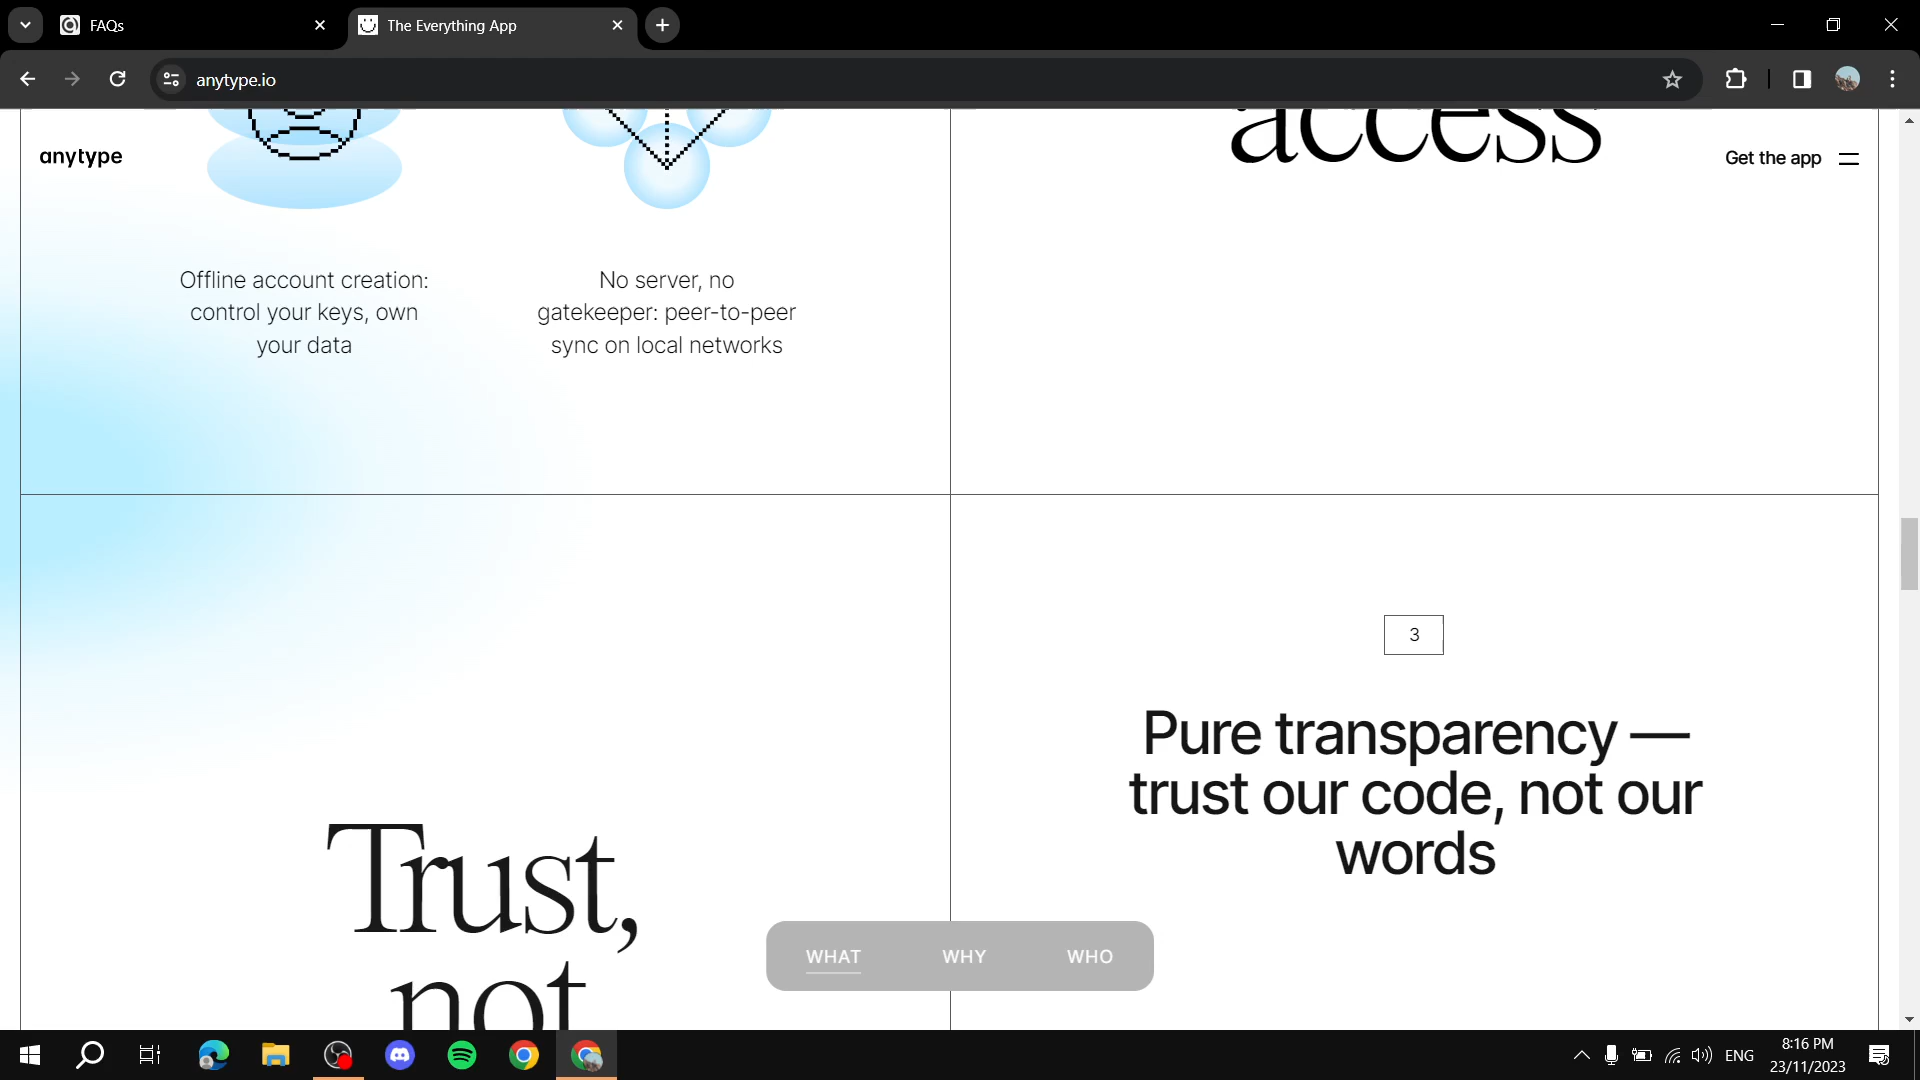 FAQs
The Everything App
anytype.io
anytype
access
Get the app
Offline account creation:
control your keys, own
your data
No server, no
gatekeeper: peer-to-peer
sync on local networks
3
Pure transparency —
trust our code, not our
words
Trust,
not
WHAT WHY WHO
ENG
8:16 PM
23/11/2023